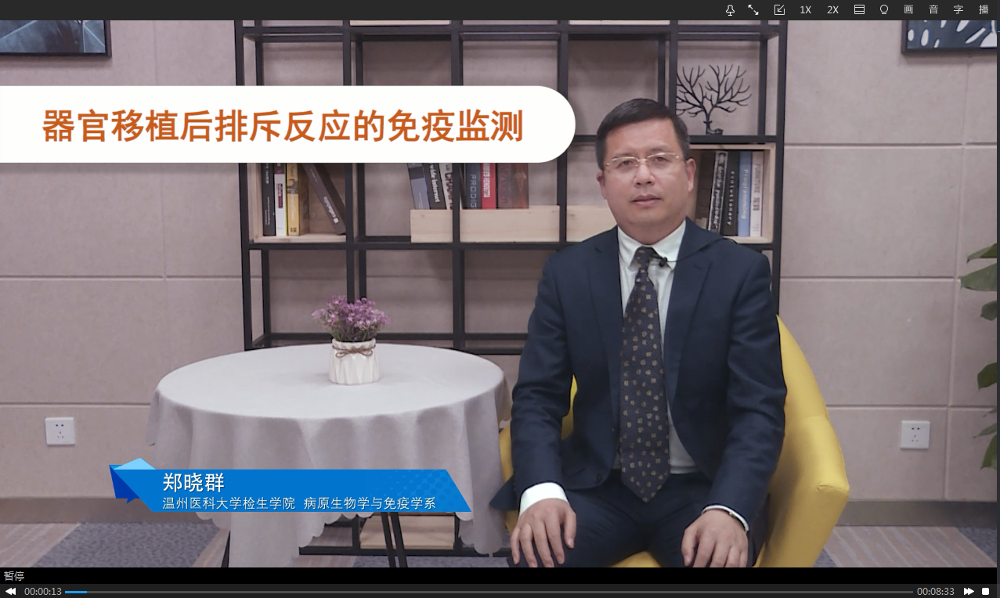 1X 2X 画 音 字 播
器官移植后排斥反应的免疫监测
evolutionary
Programming
郑晓群
温州医科大学检生学院 病原生物学与免疫学系
暂停
00:00:13
00:08:33